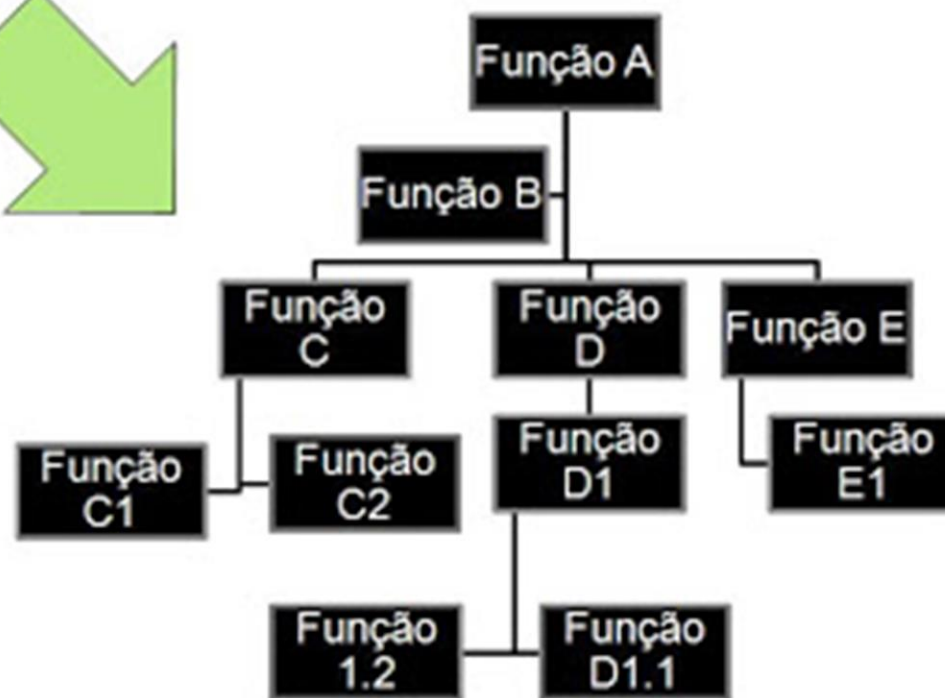 Função A
Função B
Função
C
Função
D
Função E
Função
C1
Função
C2
Função
D1
Função
E1
Função
1.2
Função
D1.1